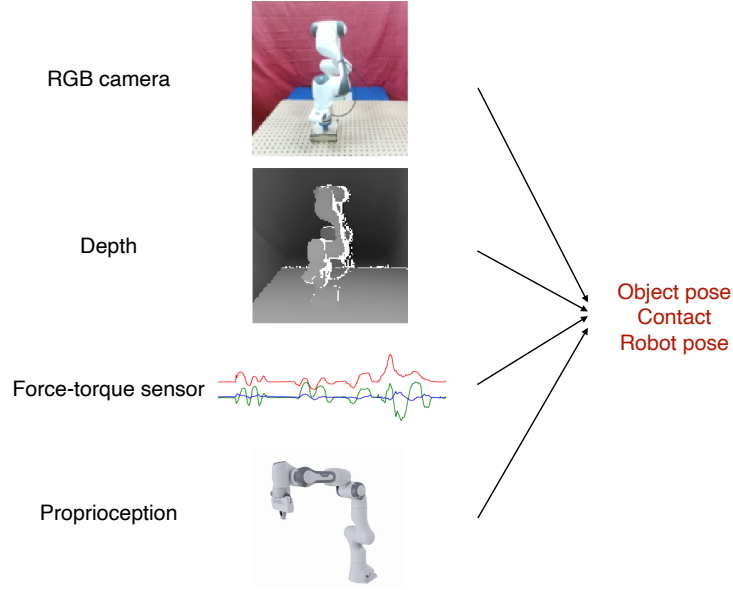 RGB camera
Depth
Object pose
Contact
Robot pose
Force-torque sensor
Proprioception